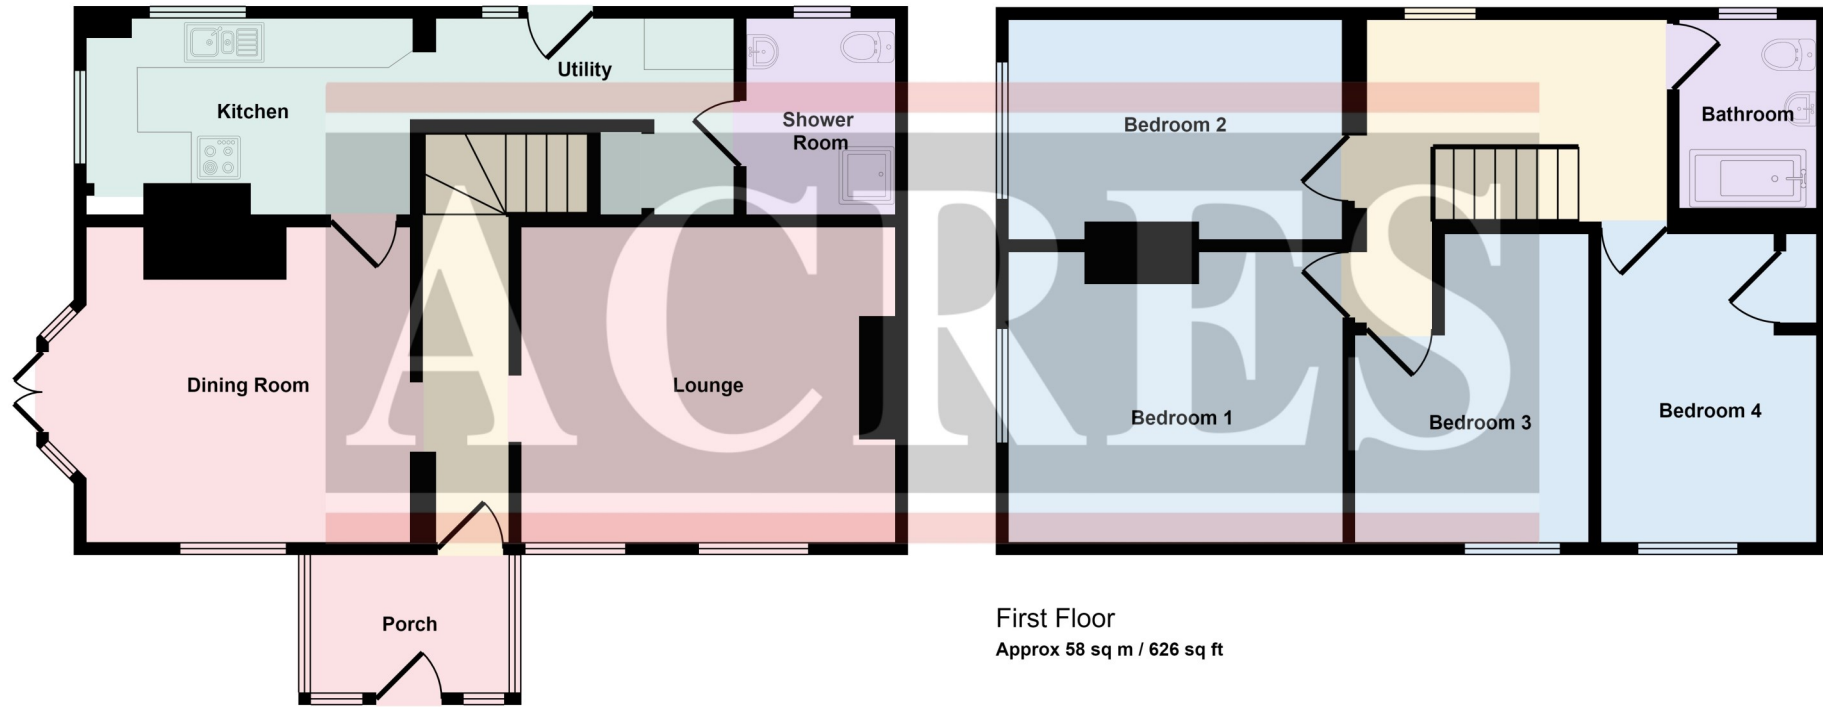 Kitchen
Utility
Shower
Room
Dining Room
Lounge
Porch
Bedroom 2
Bathroom
Bedroom 1
Bedroom 3
Bedroom 4
ACRES
First Floor
Approx 58 sq m / 626 sq ft